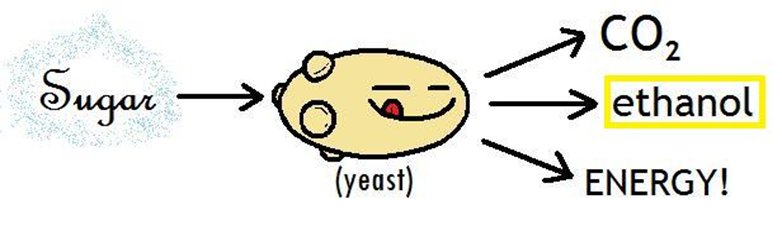 Sugar
(yeast)
CO₂
ethanol
ENERGY!